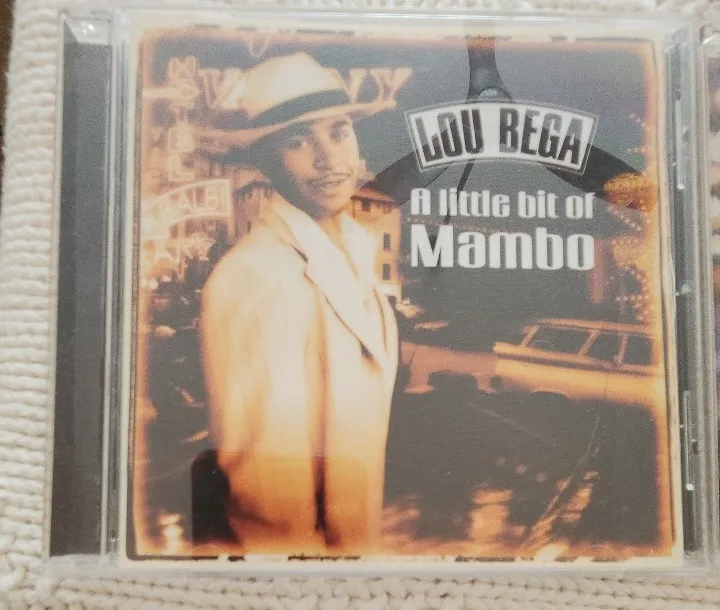 LOU BEGA
A little bit of
Mambo